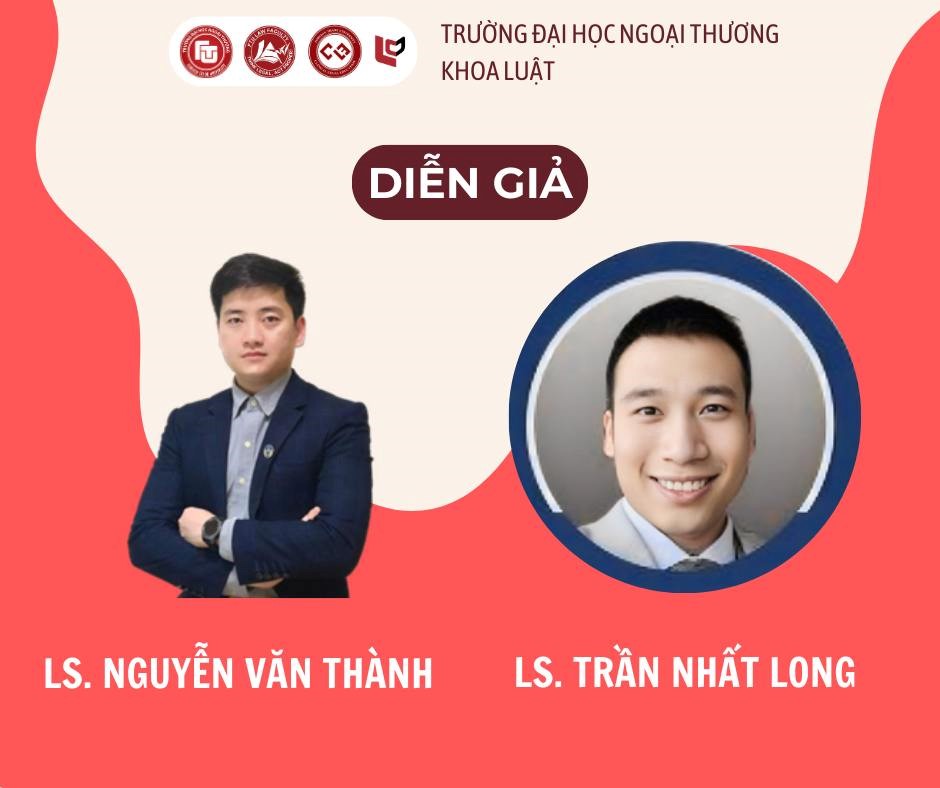 TRƯỜNG ĐẠI HỌC NGOẠI THƯƠNG
KHOA LUẬT
DIỄN GIẢ
LS. NGUYỄN VĂN THÀNH
LS. TRẦN NHẤT LONG